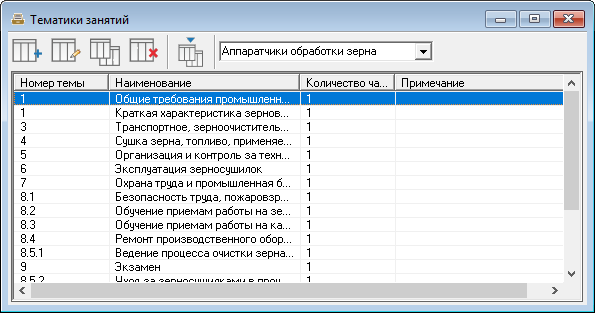 Тематики занятий
Аппаратчики обработки зерна
Номер темы Наименование Количество ча... Примечание
1 Общие требования промышленн... 1
1 Краткая характеристика зернов... 1
3 Транспортное, зерноочиститель... 1
4 Сушка зерна, топливо, применяе... 1
5 Организация и контроль за техн... 1
6 Эксплуатация зерносушилок 1
7 Охрана труда и промышленная б... 1
8.1 Безопасность труда, пожаровзр... 1
8.2 Обучение приемам работы на зе... 1
8.3 Обучение приемам работы на ка... 1
8.4 Ремонт производственного обор... 1
8.5.1 Ведение процесса очистки зерна... 1
9 Экзамен 1
8.5.2 Уход за зерносушилками в проц... 1